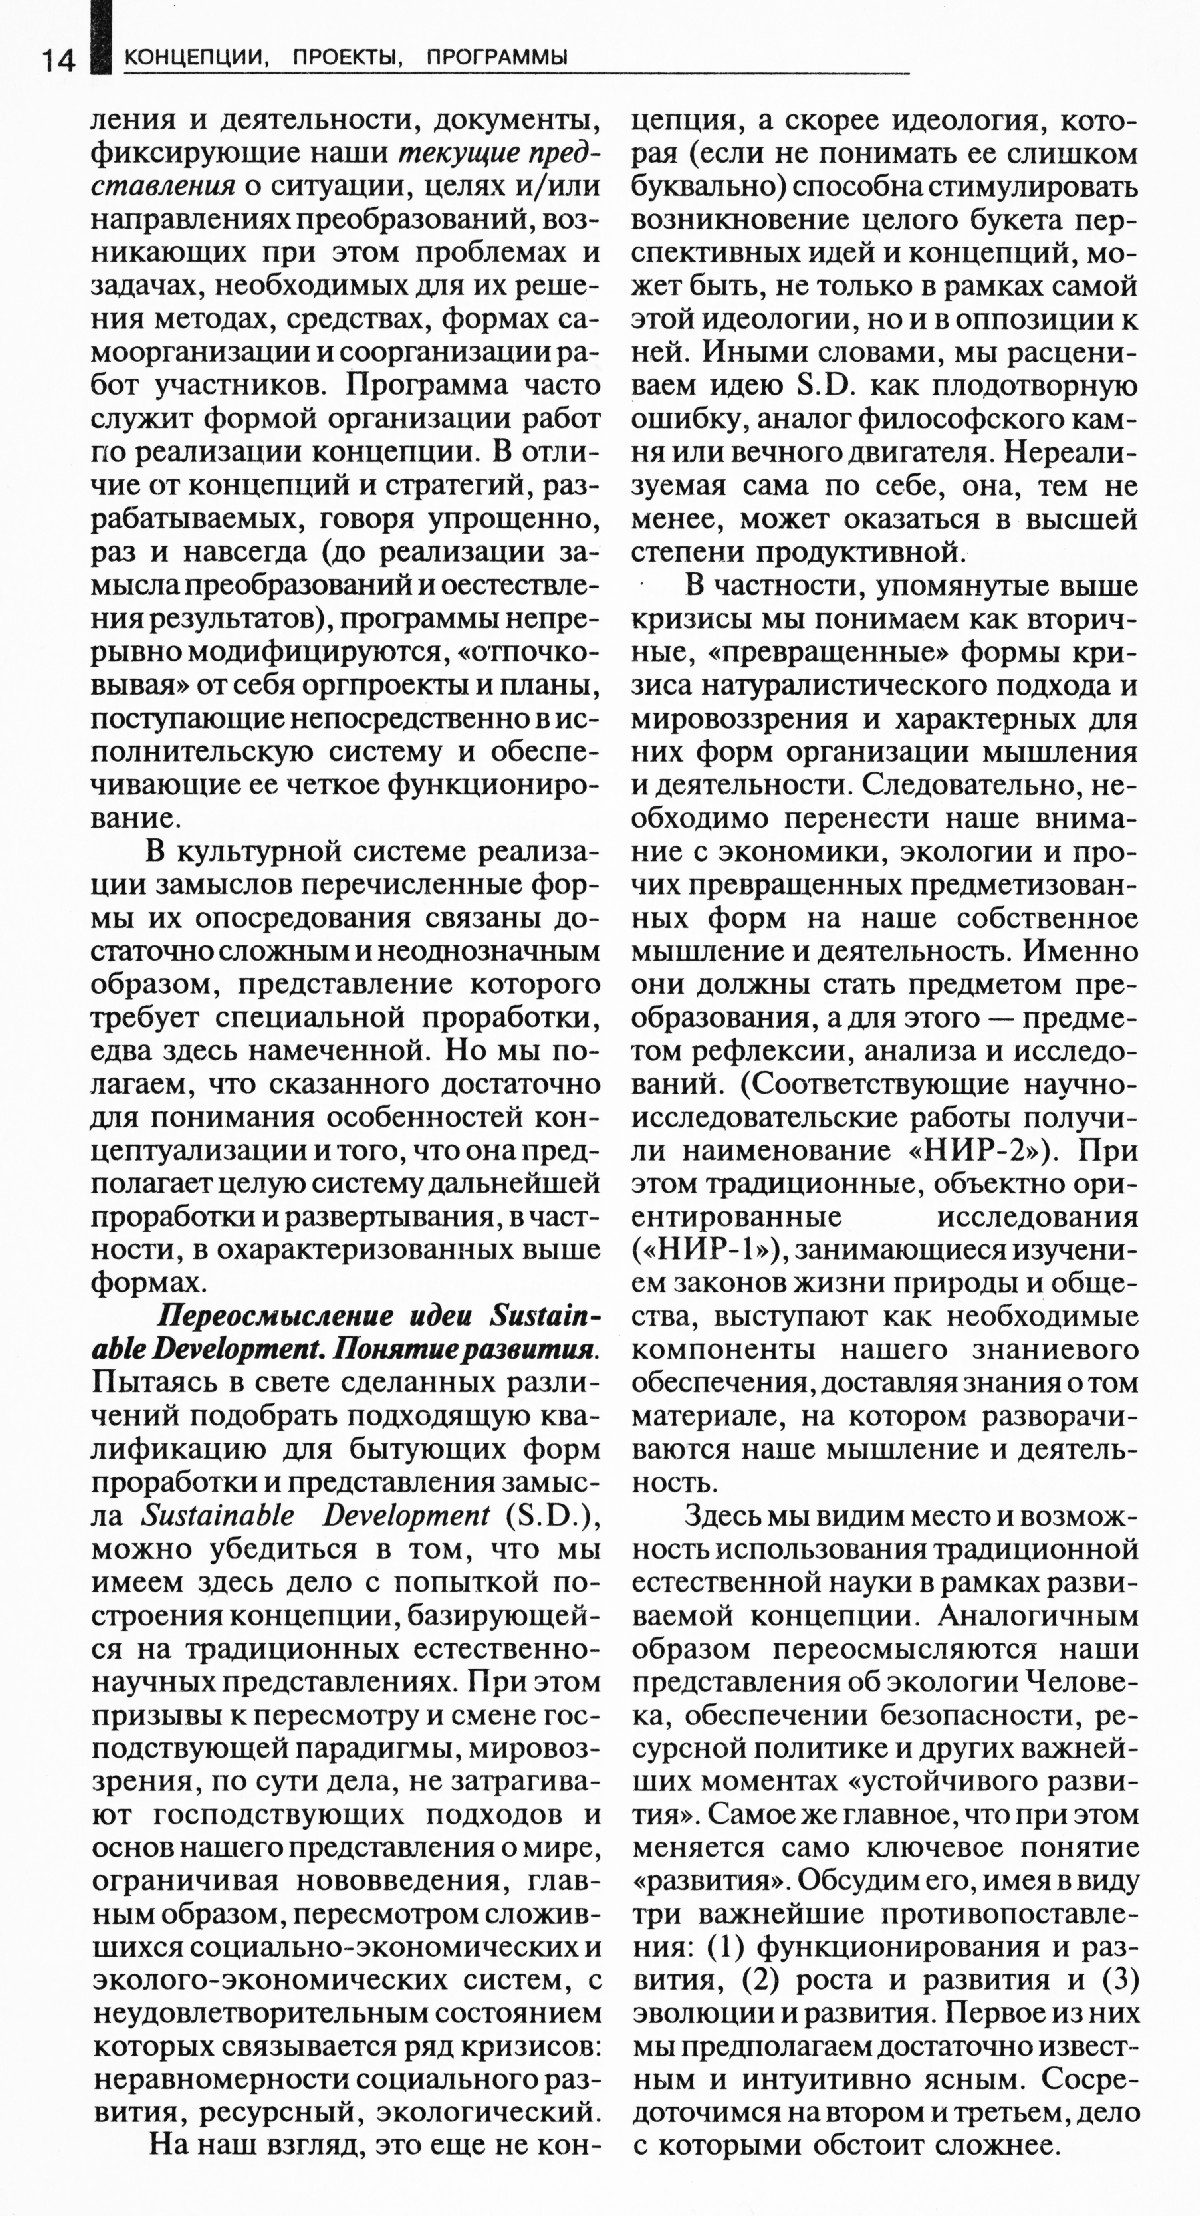 14 КОНЦЕПЦИИ, ПРОЕКТЫ, ПРОГРАММЫ
ления и деятельности, документы,
фиксирующие наши текущие пред-
ставления о ситуации, целях и/или
направлениях преобразований, воз-
никающих при этом проблемах и
задачах, необходимых для их реше-
ния методах, средствах, формах са-
моорганизации и соорганизации ра-
бот участников. Программа часто
служит формой организации работ
по реализации концепции. В отли-
чие от концепций и стратегий, раз-
рабатываемых, говоря упрощенно,
раз и навсегда (до реализации за-
мысла преобразований и оестествле-
ния результатов), программы непре-
рывно модифицируются, «отпочко-
вывая» от себя оргпроекты и планы,
поступающие непосредственно в ис-
полнительскую систему и обеспе-
чивающие ее четкое функциониро-
вание.
В культурной системе реализа-
ции замыслов перечисленные фор-
мы их опосредования связаны до-
статочно сложным и неоднозначным
образом, представление которого
требует специальной проработки,
едва здесь намеченной. Но мы по-
лагаем, что сказанного достаточно
для понимания особенностей кон-
цептуализации и того, что она пред-
полагает целую систему дальнейшей
проработки и развертывания, в част-
ности, в охарактеризованных выше
формах.
Переосмысление идеи Sustain-
able Development. Понятие развития.
Пытаясь в свете сделанных разли-
чений подобрать подходящую ква-
лификацию для бытующих форм
проработки и представления замыс-
ла Sustainable Development (S.D.),
можно убедиться в том, что мы
имеем здесь дело с попыткой по-
строения концепции, базирующей-
ся на традиционных естественно-
научных представлениях. При этом
призывы к пересмотру и смене гос-
подствующей парадигмы, мировоз-
зрения, по сути дела, не затрагива-
ют господствующих подходов и
основ нашего представления о мире,
ограничивая нововведения, глав-
ным образом, пересмотром сложив-
шихся социально-экономических и
эколого-экономических систем, с
неудовлетворительным состоянием
которых связывается ряд кризисов:
неравномерности социального раз-
вития, ресурсный, экологический.
На наш взгляд, это еще не кон-
цепция, а скорее идеология, кото-
рая (если не понимать ее слишком
буквально) способна стимулировать
возникновение целого букета пер-
спективных идей и концепций, мо-
жет быть, не только в рамках самой
этой идеологии, но и в оппозиции к
ней. Иными словами, мы расцени-
ваем идею S.D. как плодотворную
ошибку, аналог философского кам-
ня или вечного двигателя. Нереали-
зуемая сама по себе, она, тем не
менее, может оказаться в высшей
степени продуктивной.
В частности, упомянутые выше
кризисы мы понимаем как вторич-
ные, «превращенные» формы кри-
зиса натуралистического подхода и
мировоззрения и характерных для
них форм организации мышления
и деятельности. Следовательно, не-
обходимо перенести наше внима-
ние с экономики, экологии и про-
чих превращенных предметизован-
ных форм на наше собственное
мышление и деятельность. Именно
они должны стать предметом пре-
образования, а для этого — предме-
том рефлексии, анализа и исследо-
ваний. (Соответствующие научно-
исследовательские работы получи-
ли наименование «НИР-2»). При
этом традиционные, объектно ори-
ентированные исследования
(«НИР-1»), занимающиеся изучени-
ем законов жизни природы и обще-
ства, выступают как необходимые
компоненты нашего знаниевого
обеспечения, доставляя знания о том
материале, на котором разворачи-
ваются наше мышление и деятель-
ность.
Здесь мы видим место и возмож-
ность использования традиционной
естественной науки в рамках разви-
ваемой концепции. Аналогичным
образом переосмысляются наши
представления об экологии Челове-
ка, обеспечении безопасности, ре-
сурсной политике и других важней-
ших моментах «устойчивого разви-
тия». Самое же главное, что при этом
меняется само ключевое понятие
«развития». Обсудим его, имея в виду
три важнейшие противопоставле-
ния: (1) функционирования и раз-
вития, (2) роста и развития и (3)
эволюции и развития. Первое из них
мы предполагаем достаточно извест-
ным и интуитивно ясным. Сосре-
доточимся на втором и третьем, дело
с которыми обстоит сложнее.